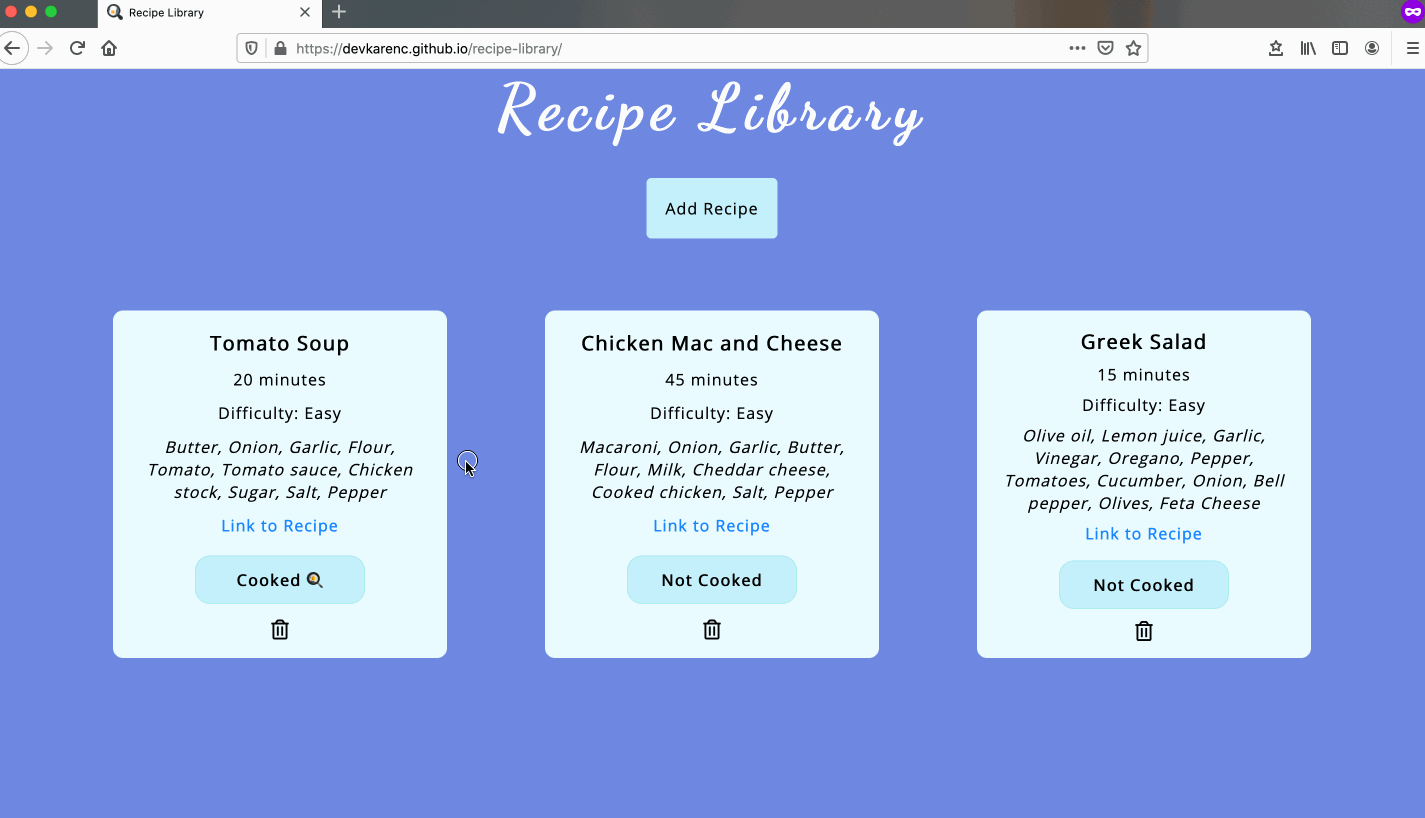 Recipe Library
https://devkarenc.github.io/recipe-library/
Recipe Library
Add Recipe
Tomato Soup
20 minutes
Difficulty: Easy
Butter, Onion, Garlic, Flour,
Tomato, Tomato sauce, Chicken
stock, Sugar, Salt, Pepper
Link to Recipe
Cooked
Chicken Mac and Cheese
45 minutes
Difficulty: Easy
Macaroni, Onion, Garlic, Butter,
Flour, Milk, Cheddar cheese,
Cooked chicken, Salt, Pepper
Link to Recipe
Not Cooked
Greek Salad
15 minutes
Difficulty: Easy
Olive oil, Lemon juice, Garlic,
Vinegar, Oregano, Pepper,
Tomatoes, Cucumber, Onion, Bell
pepper, Olives, Feta Cheese
Link to Recipe
Not Cooked